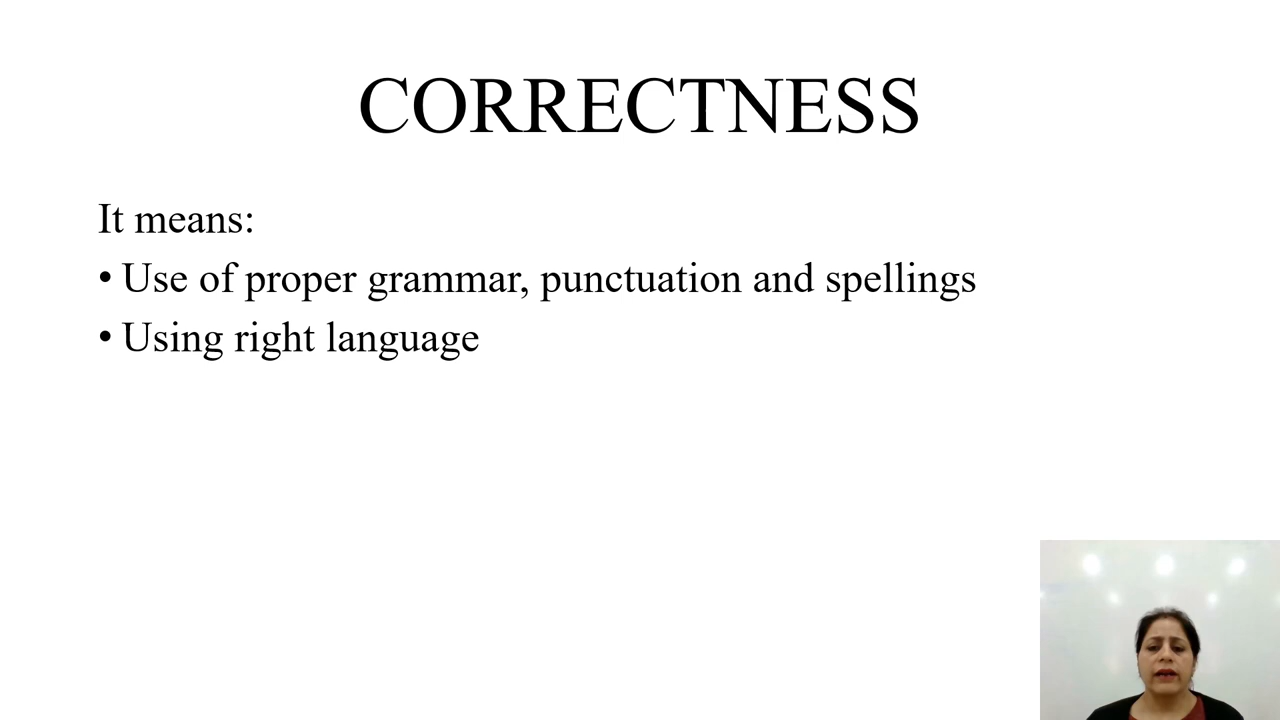 CORRECTNESS
It means:
• Use of proper grammar, punctuation and spellings
• Using right language